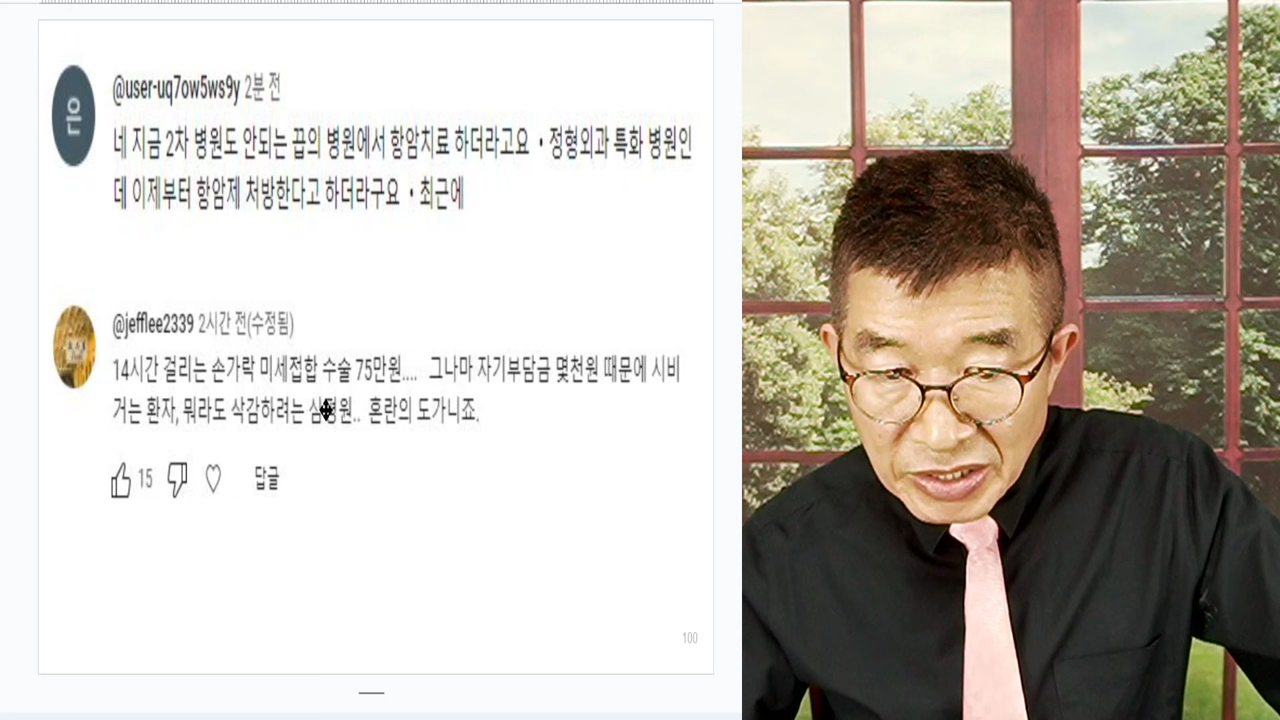 은
@user-uq7ow5ws9y 2분 전
네 지금 2차 병원도 안되는 끕의 병원에서 항암치료 하더라고요 • 정형외과 특화 병원인
데 이제부터 항암제 처방한다고 하더라구요 • 최근에
@jefflee2339 2시간 전(수정됨)
14시간 걸리는 손가락 미세접합 수술 75만원.... 그나마 자기부담금 몇천원 때문에 시비
거는 환자, 뭐라도 삭감하려는 심평원.. 혼란의 도가니죠.
15 답글
100